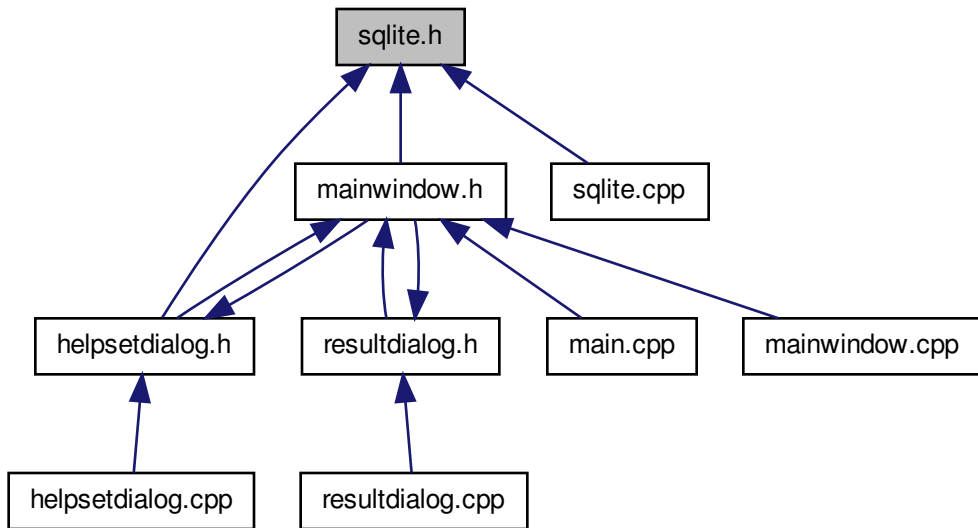 sqlite.h
mainwindow.h
sqlite.cpp
helpsetdialog.h
resultdialog.h
main.cpp
mainwindow.cpp
helpsetdialog.cpp
resultdialog.cpp